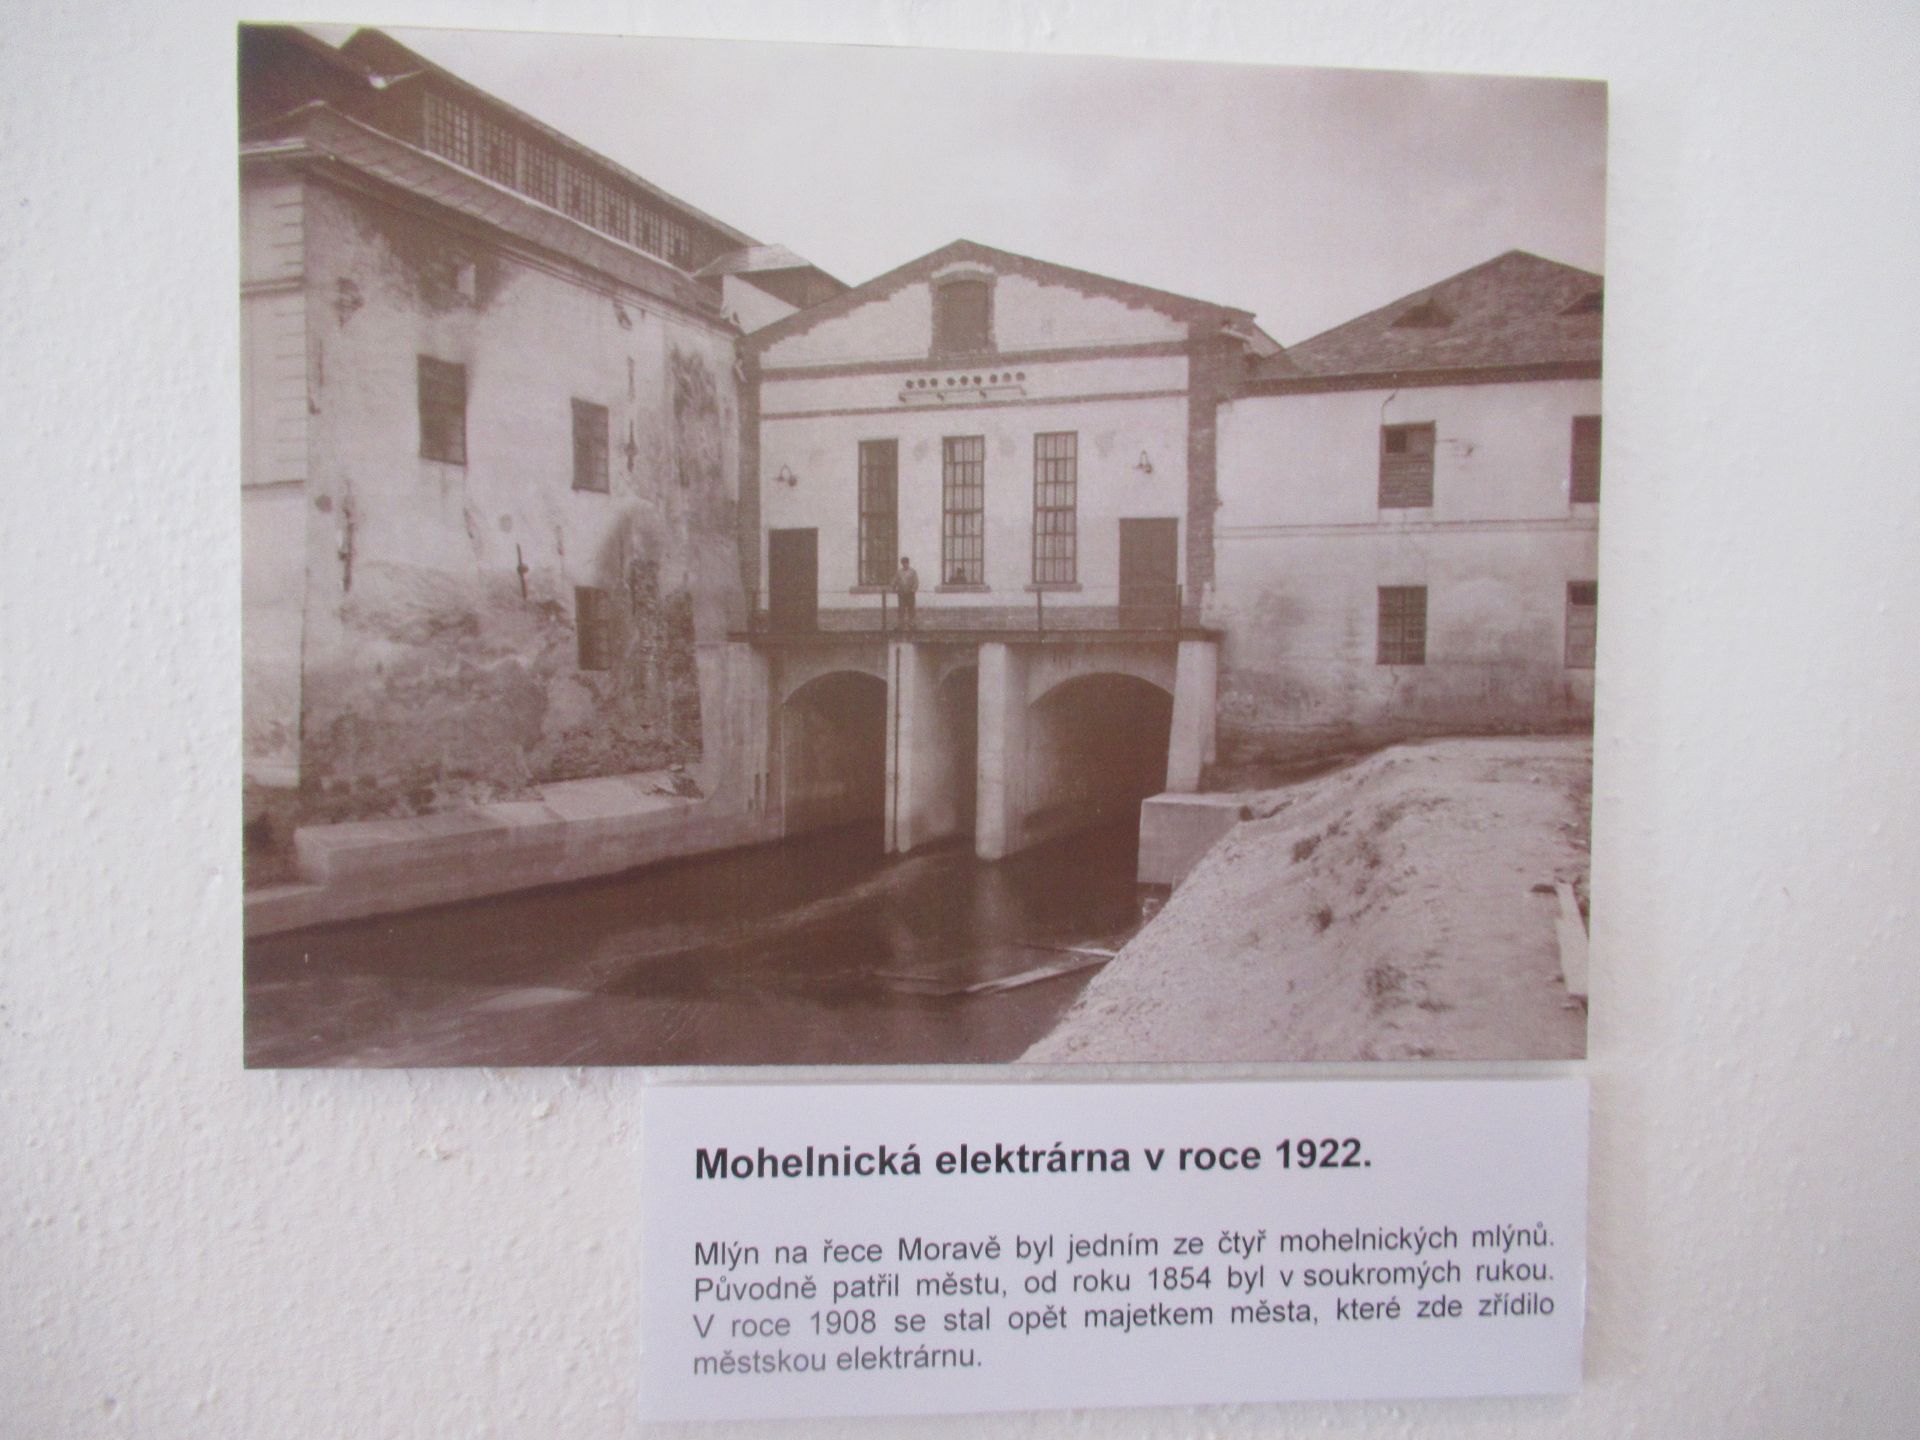 Mohelnická elektrárna v roce 1922.
Mlýn na řece Moravě byl jedním ze čtyř mohelnických mlýnů.
Původně patřil městu, od roku 1854 byl v soukromých rukou.
V roce 1908 se stal opět majetkem města, které zde zřídilo
městskou elektrárnu.